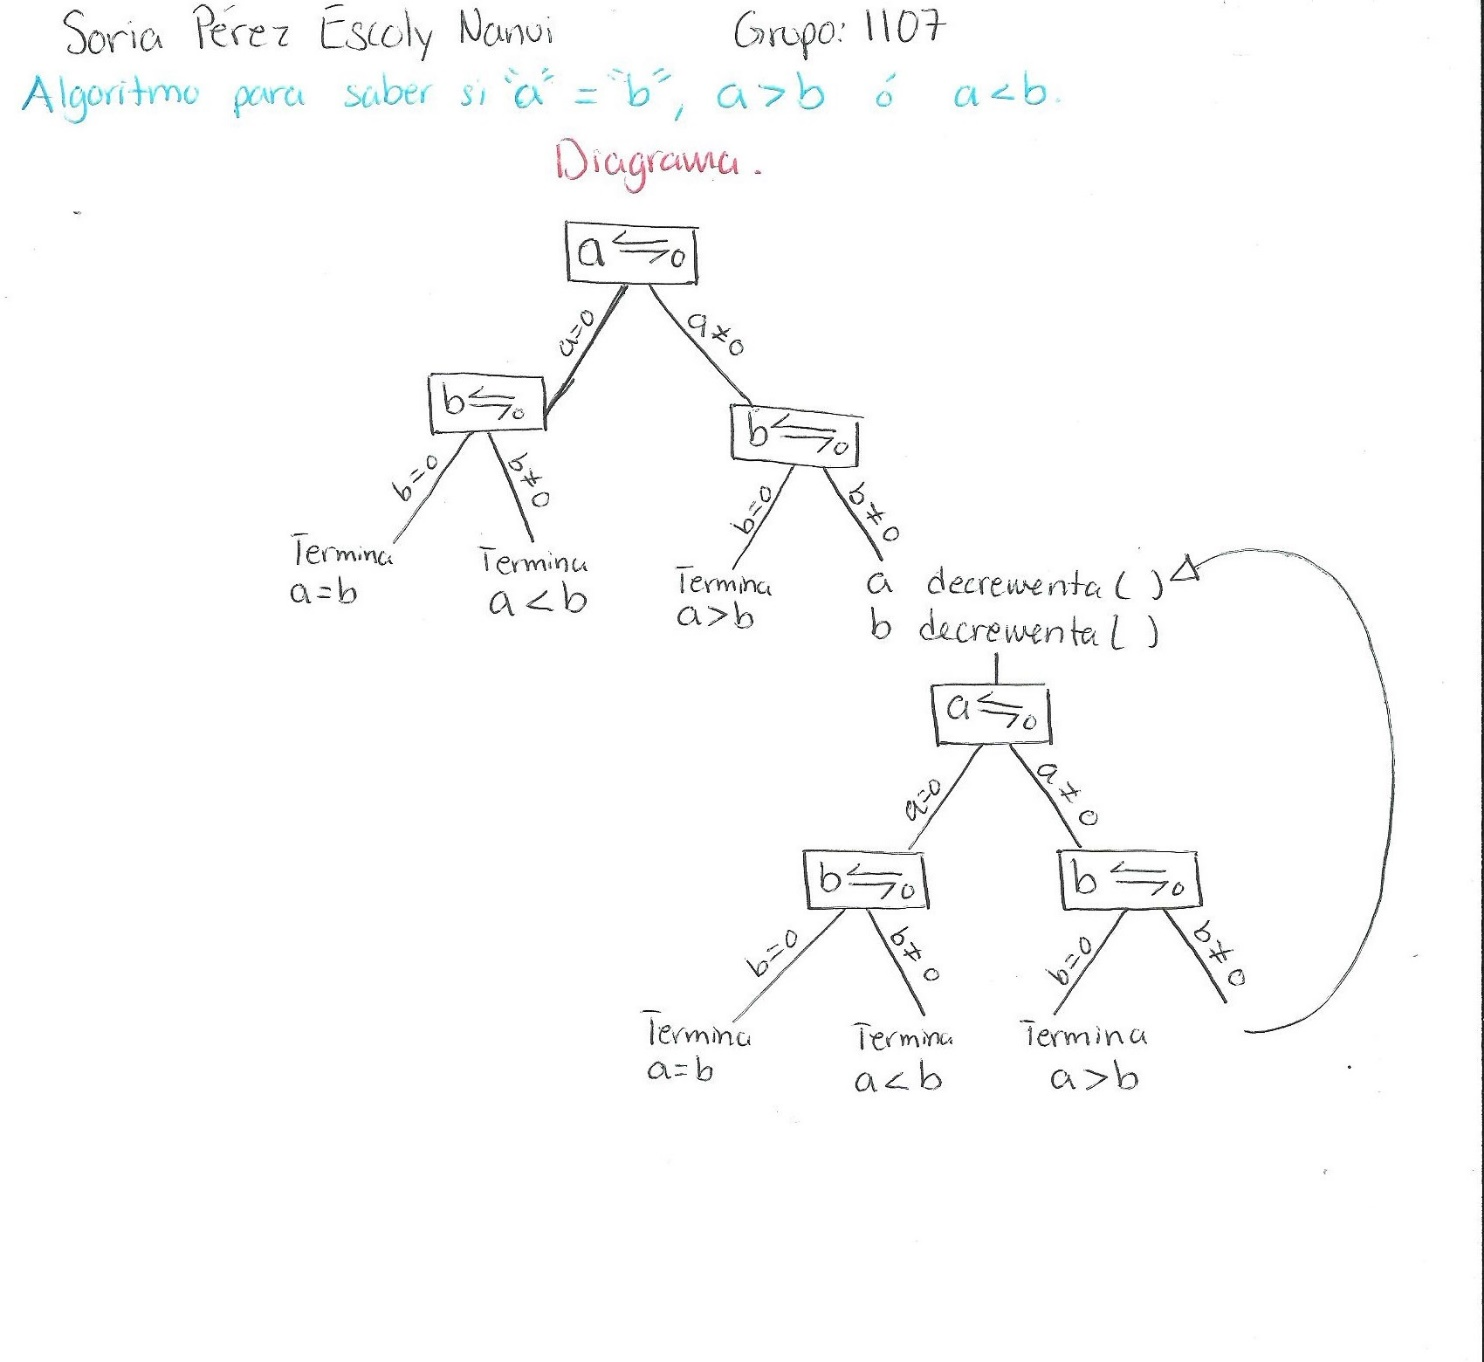 Soria Pérez Escoly Nanui Grupo: 1107
Algoritmo para saber si "a" = "b", a>b ó a<b.
Diagrama.
a ⇆ 0
a=0 a≠0
b ⇆ 0 b ⇆ 0
b=0 b≠0 b=0 b≠0
Termina Termina Termina a decrementa ( )
a=b a<b a>b b decrementa ( )
a ⇆ 0
a=0 a≠0
b ⇆ 0 b ⇆ 0
b=0 b≠0 b=0 b≠0
Termina Termina Termina
a=b a<b a>b